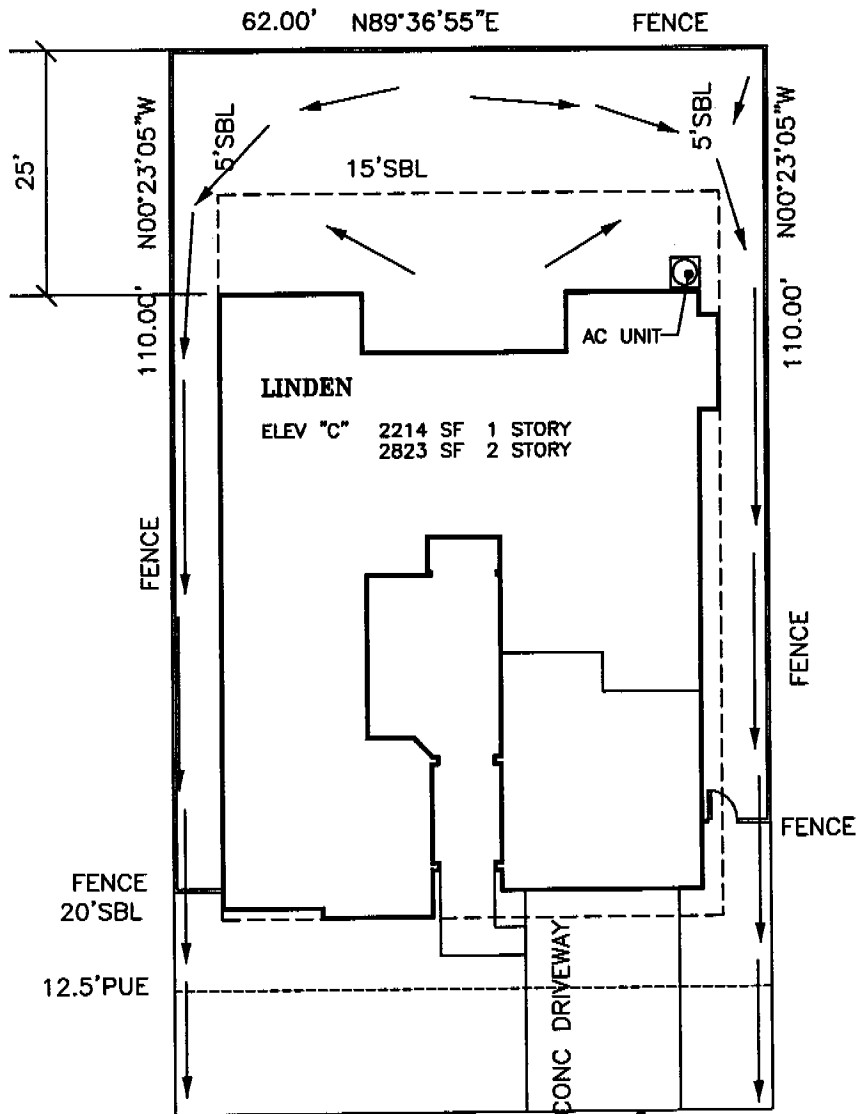 62.00' N89°36'55"E FENCE
25'
110.00' N00°23'05"W
5'SBL
15'SBL
5'SBL
110.00' N00°23'05"W
AC UNIT
LINDEN
ELEV "C" 2214 SF 1 STORY
2823 SF 2 STORY
FENCE
FENCE
FENCE
FENCE
20'SBL
12.5'PUE
CONC DRIVEWAY